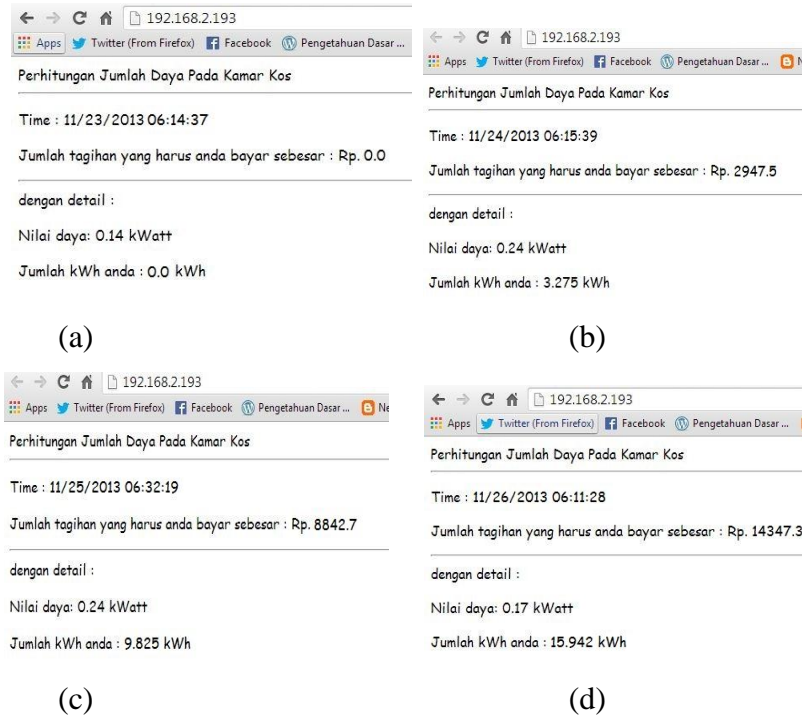 192.168.2.193
Apps Twitter (From Firefox) Facebook Pengetahuan Dasar ...
Perhitungan Jumlah Daya Pada Kamar Kos
Time : 11/23/2013 06:14:37
Jumlah tagihan yang harus anda bayar sebesar : Rp. 0.0
dengan detail :
Nilai daya: 0.14 kWatt
Jumlah kWh anda : 0.0 kWh
(a)
192.168.2.193
Apps Twitter (From Firefox) Facebook Pengetahuan Dasar ... N
Perhitungan Jumlah Daya Pada Kamar Kos
Time : 11/24/2013 06:15:39
Jumlah tagihan yang harus anda bayar sebesar : Rp. 2947.5
dengan detail :
Nilai daya: 0.24 kWatt
Jumlah kWh anda : 3.275 kWh
(b)
192.168.2.193
Apps Twitter (From Firefox) Facebook Pengetahuan Dasar ... Ne
Perhitungan Jumlah Daya Pada Kamar Kos
Time : 11/25/2013 06:32:19
Jumlah tagihan yang harus anda bayar sebesar : Rp. 8842.7
dengan detail :
Nilai daya: 0.24 kWatt
Jumlah kWh anda : 9.825 kWh
(c)
192.168.2.193
Apps Twitter (From Firefox) Facebook Pengetahuan Dasar ...
Perhitungan Jumlah Daya Pada Kamar Kos
Time : 11/26/2013 06:11:28
Jumlah tagihan yang harus anda bayar sebesar : Rp. 14347.3
dengan detail :
Nilai daya: 0.17 kWatt
Jumlah kWh anda : 15.942 kWh
(d)